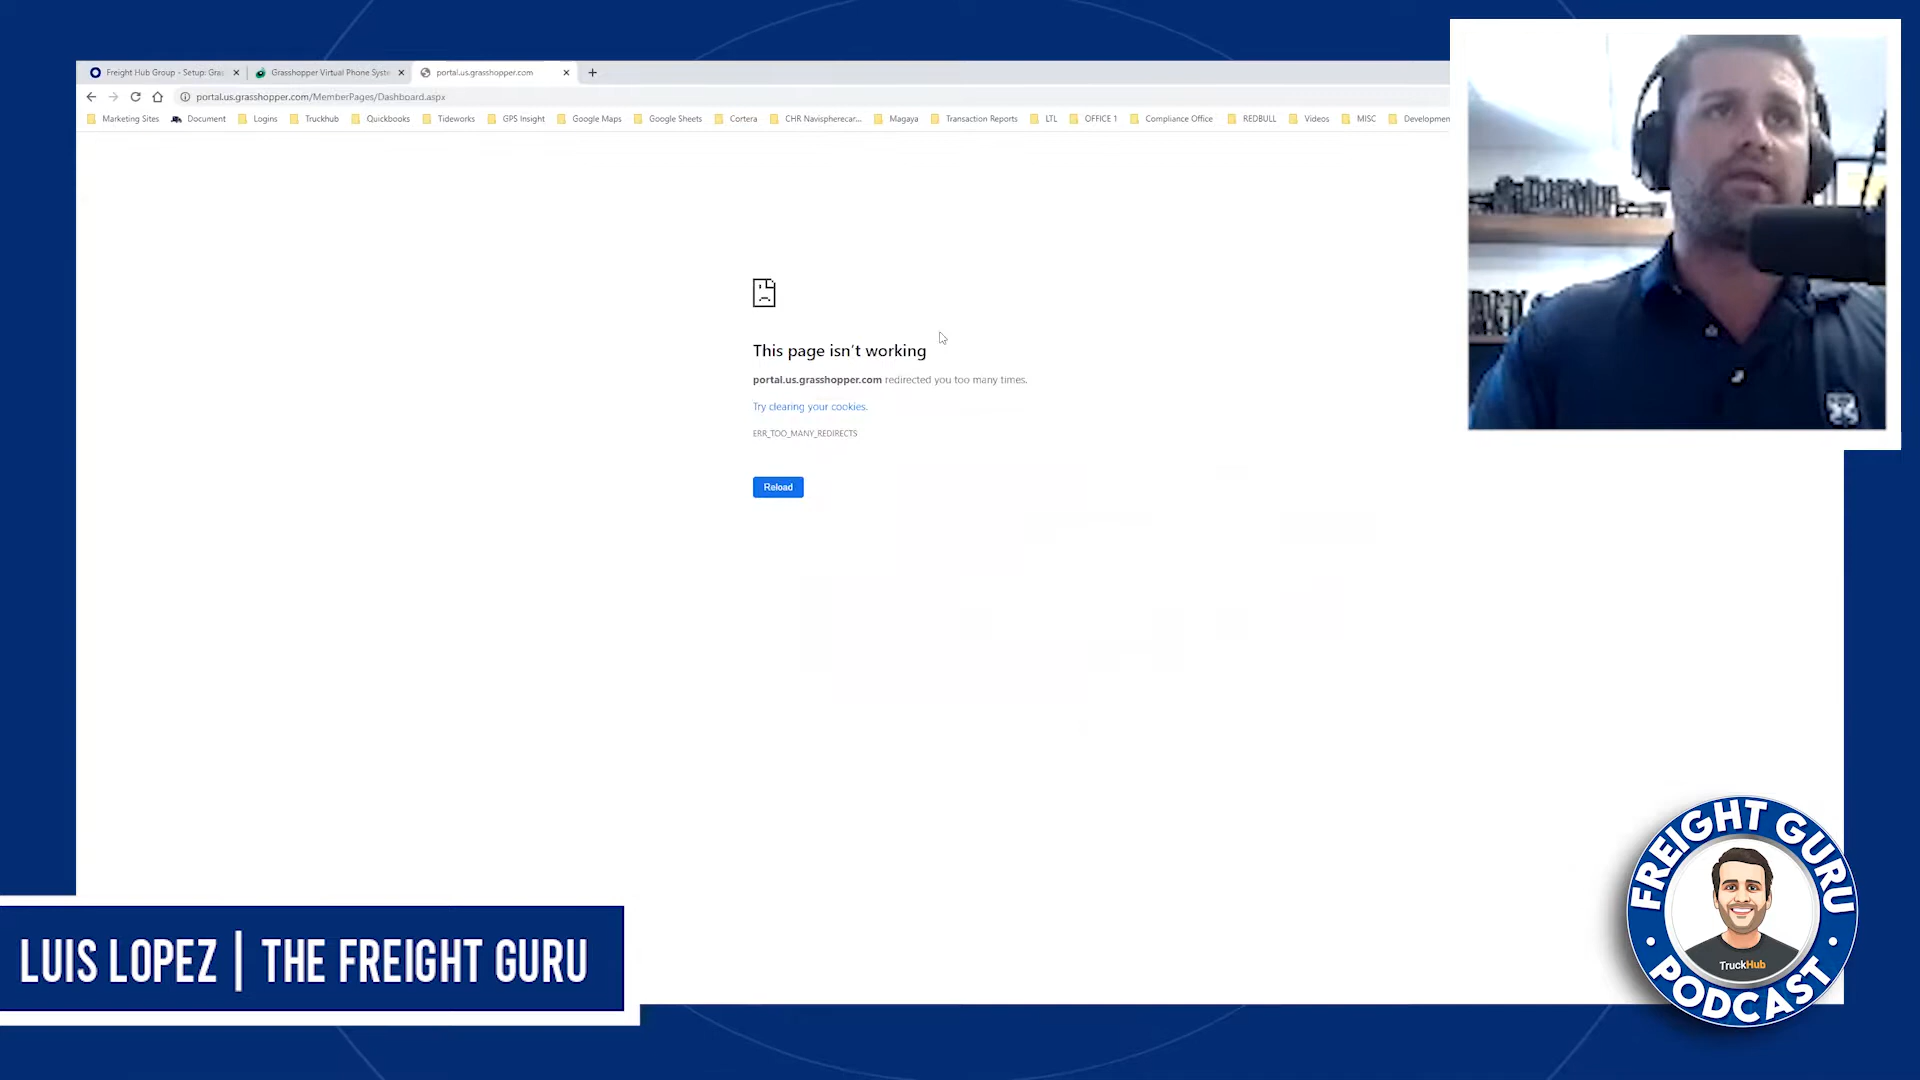 Freight Hub Group - Setup: Gra
Grasshopper Virtual Phone Syste
portal.us.grasshopper.com
portal.us.grasshopper.com/MemberPages/Dashboard.aspx
Marketing Sites
Document
Logins
Truckhub
Quickbooks
Tideworks
GPS Insight
Google Maps
Google Sheets
Cortera
CHR Navispherecar...
Magaya
Transaction Reports
LTL
OFFICE 1
Compliance Office
REDBULL
Videos
MISC
Developmen
This page isn't working
portal.us.grasshopper.com redirected you too many times.
Try clearing your cookies.
ERR_TOO_MANY_REDIRECTS
Reload
LUIS LOPEZ | THE FREIGHT GURU
FREIGHT GURU
TruckHub
PODCAST